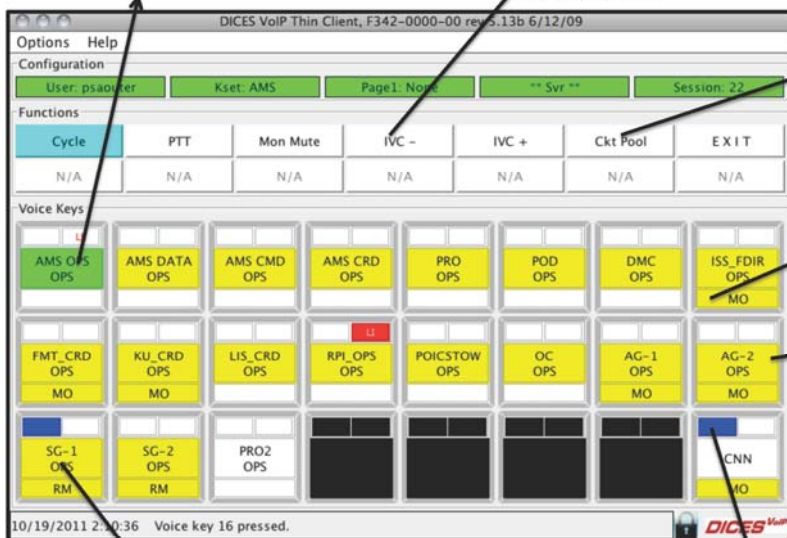 DICES VoIP Thin Client, F342-0000-00 rev 5.13b 6/12/09
Options Help
Configuration
User: psaouter Kset: AMS Page1: None ** Svr ** Session: 22
Functions
Cycle PTT Mon Mute IVC - IVC + Ckt Pool E X I T
N/A N/A N/A N/A N/A N/A N/A
Voice Keys
LS
AMS OPS AMS DATA AMS CMD AMS CRD PRO POD DMC ISS_FDIR
OPS OPS OPS OPS OPS OPS OPS OPS
MO
LS
FMT_CRD KU_CRD LIS_CRD RPI_OPS POICSTOW OC AG-1 AG-2
OPS OPS OPS OPS OPS OPS OPS OPS
MO MO MO MO
SG-1 SG-2 PRO2 CNN
OPS OPS OPS
RM RM MO
10/19/2011 2:10:36 Voice key 16 pressed.
DICES VoIP